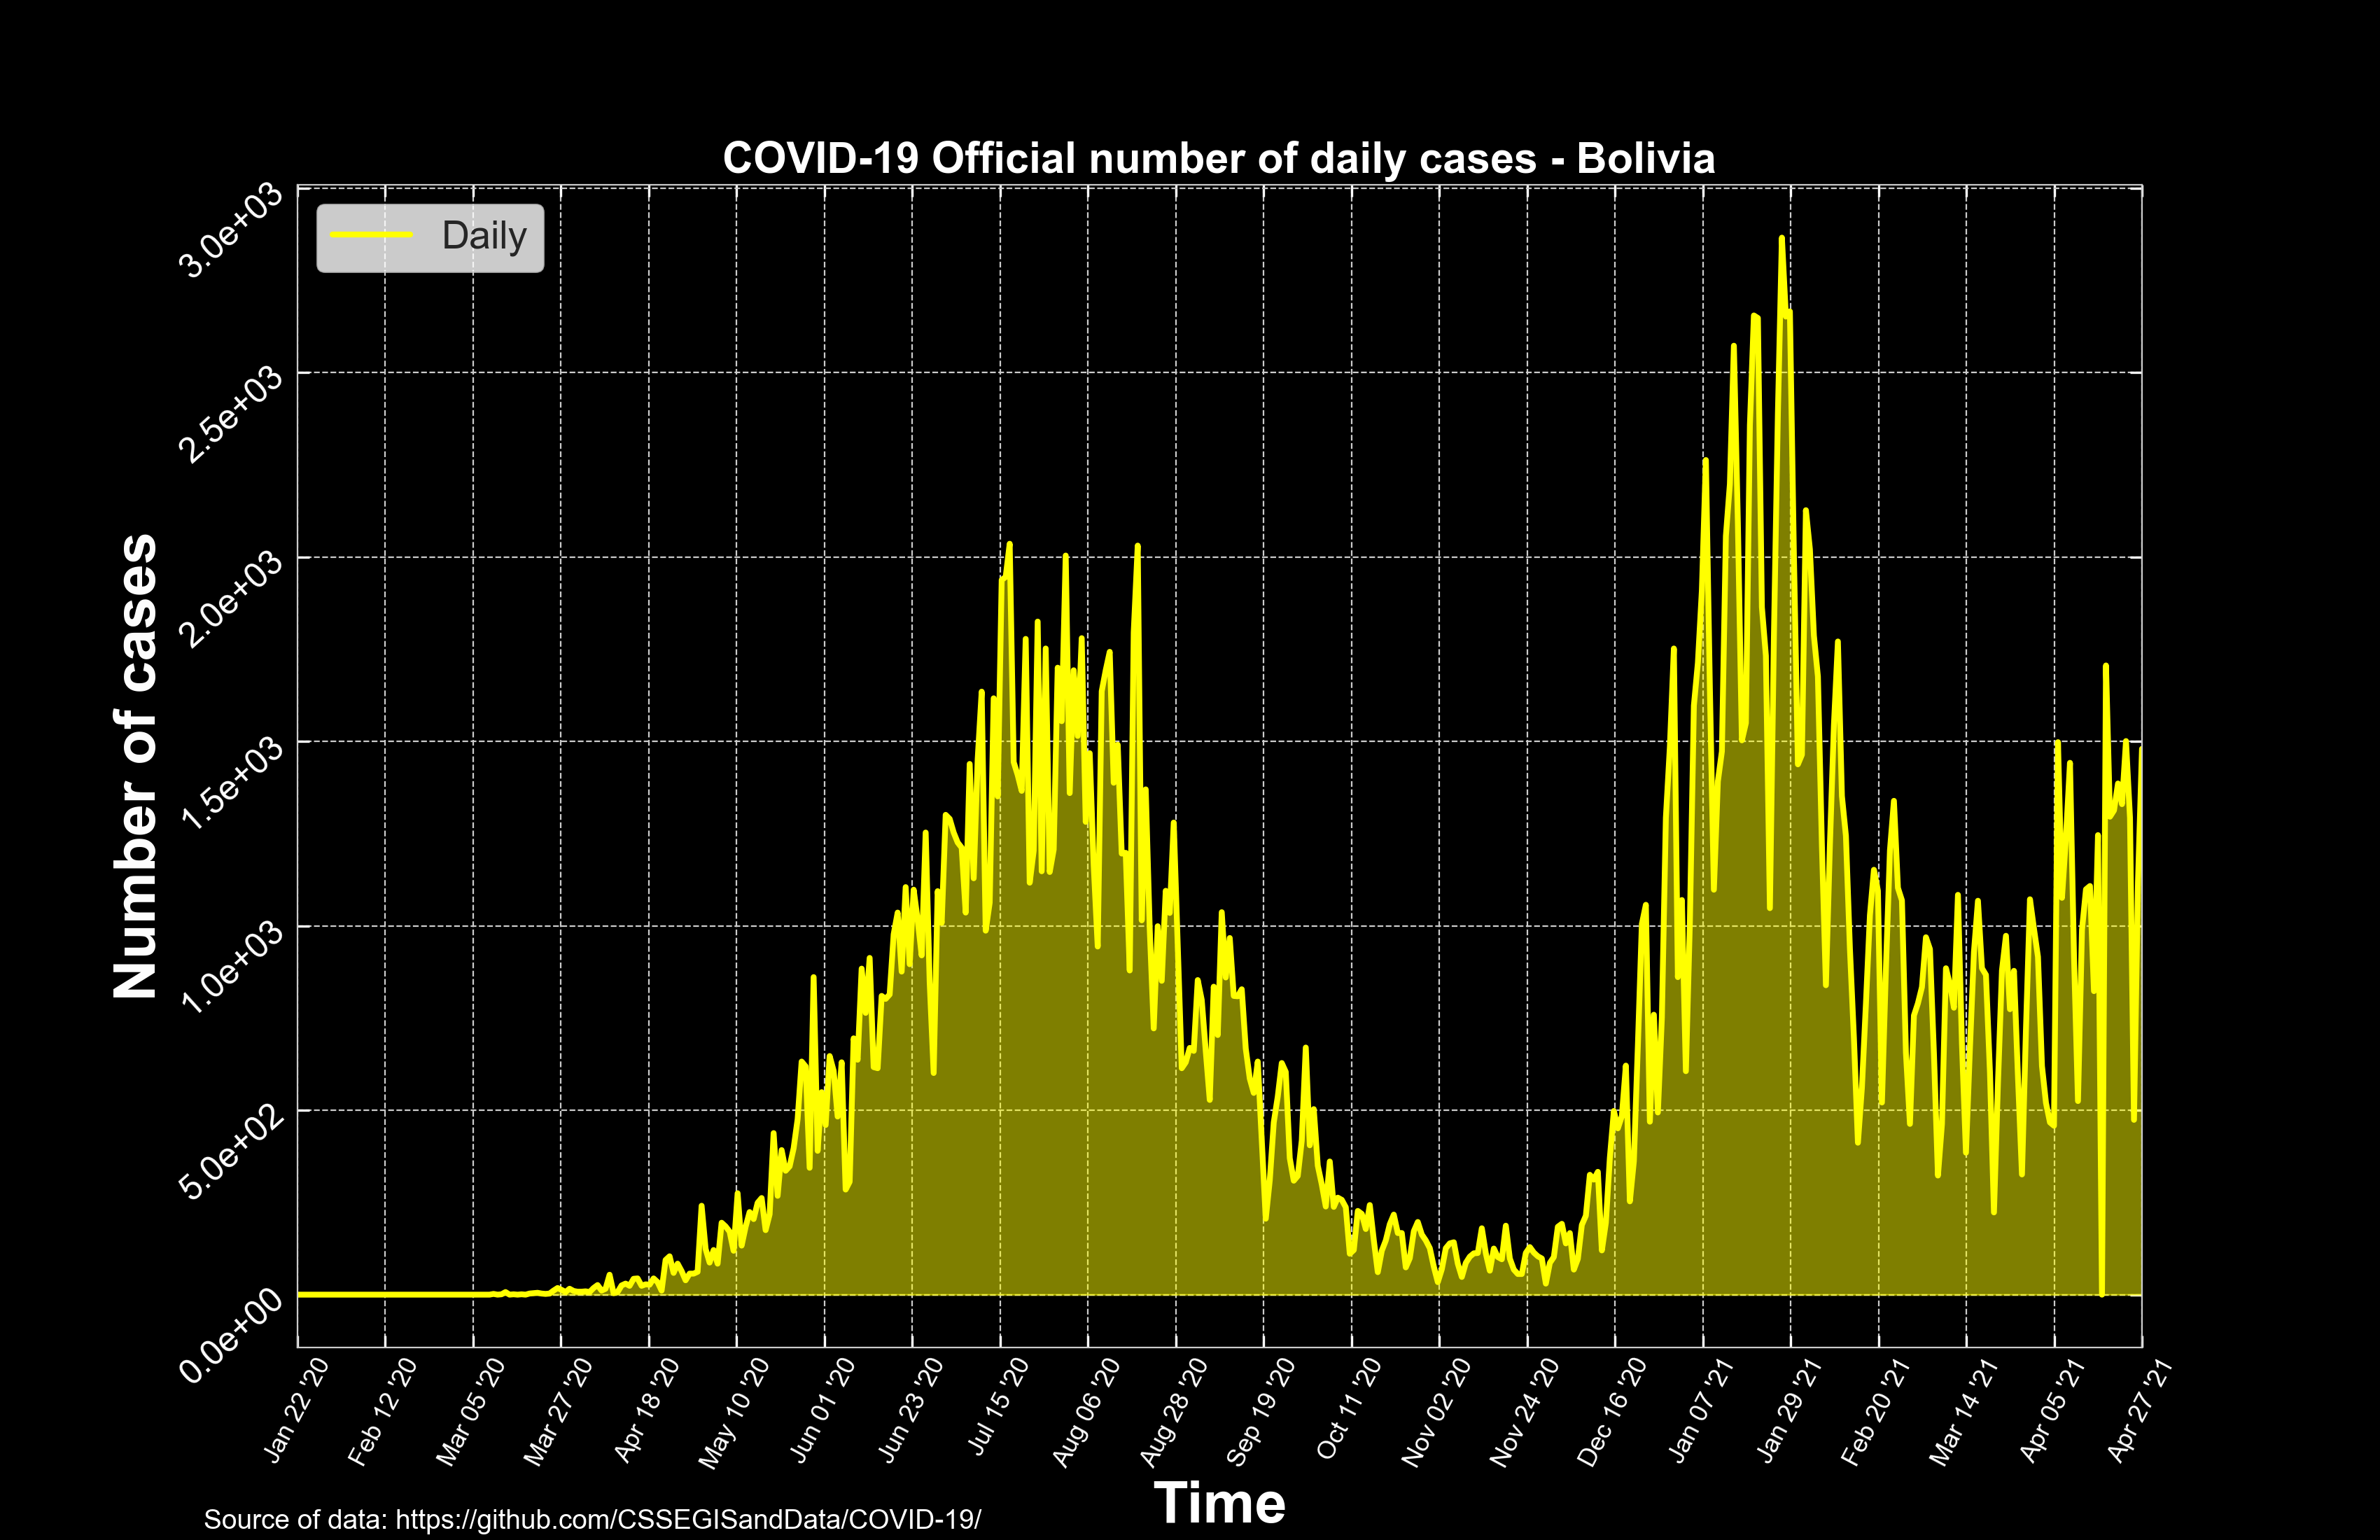 COVID-19 Official number of daily cases - Bolivia
Daily
Number of cases
3.0e+03
2.5e+03
2.0e+03
1.5e+03
1.0e+03
5.0e+02
0.0e+00
Jan 22 '20
Feb 12 '20
Mar 05 '20
Mar 27 '20
Apr 18 '20
May 10 '20
Jun 01 '20
Jun 23 '20
Jul 15 '20
Aug 06 '20
Aug 28 '20
Sep 19 '20
Oct 11 '20
Nov 02 '20
Nov 24 '20
Dec 16 '20
Jan 07 '21
Jan 29 '21
Feb 20 '21
Mar 14 '21
Apr 05 '21
Apr 27 '21
Time
Source of data: https://github.com/CSSEGISandData/COVID-19/